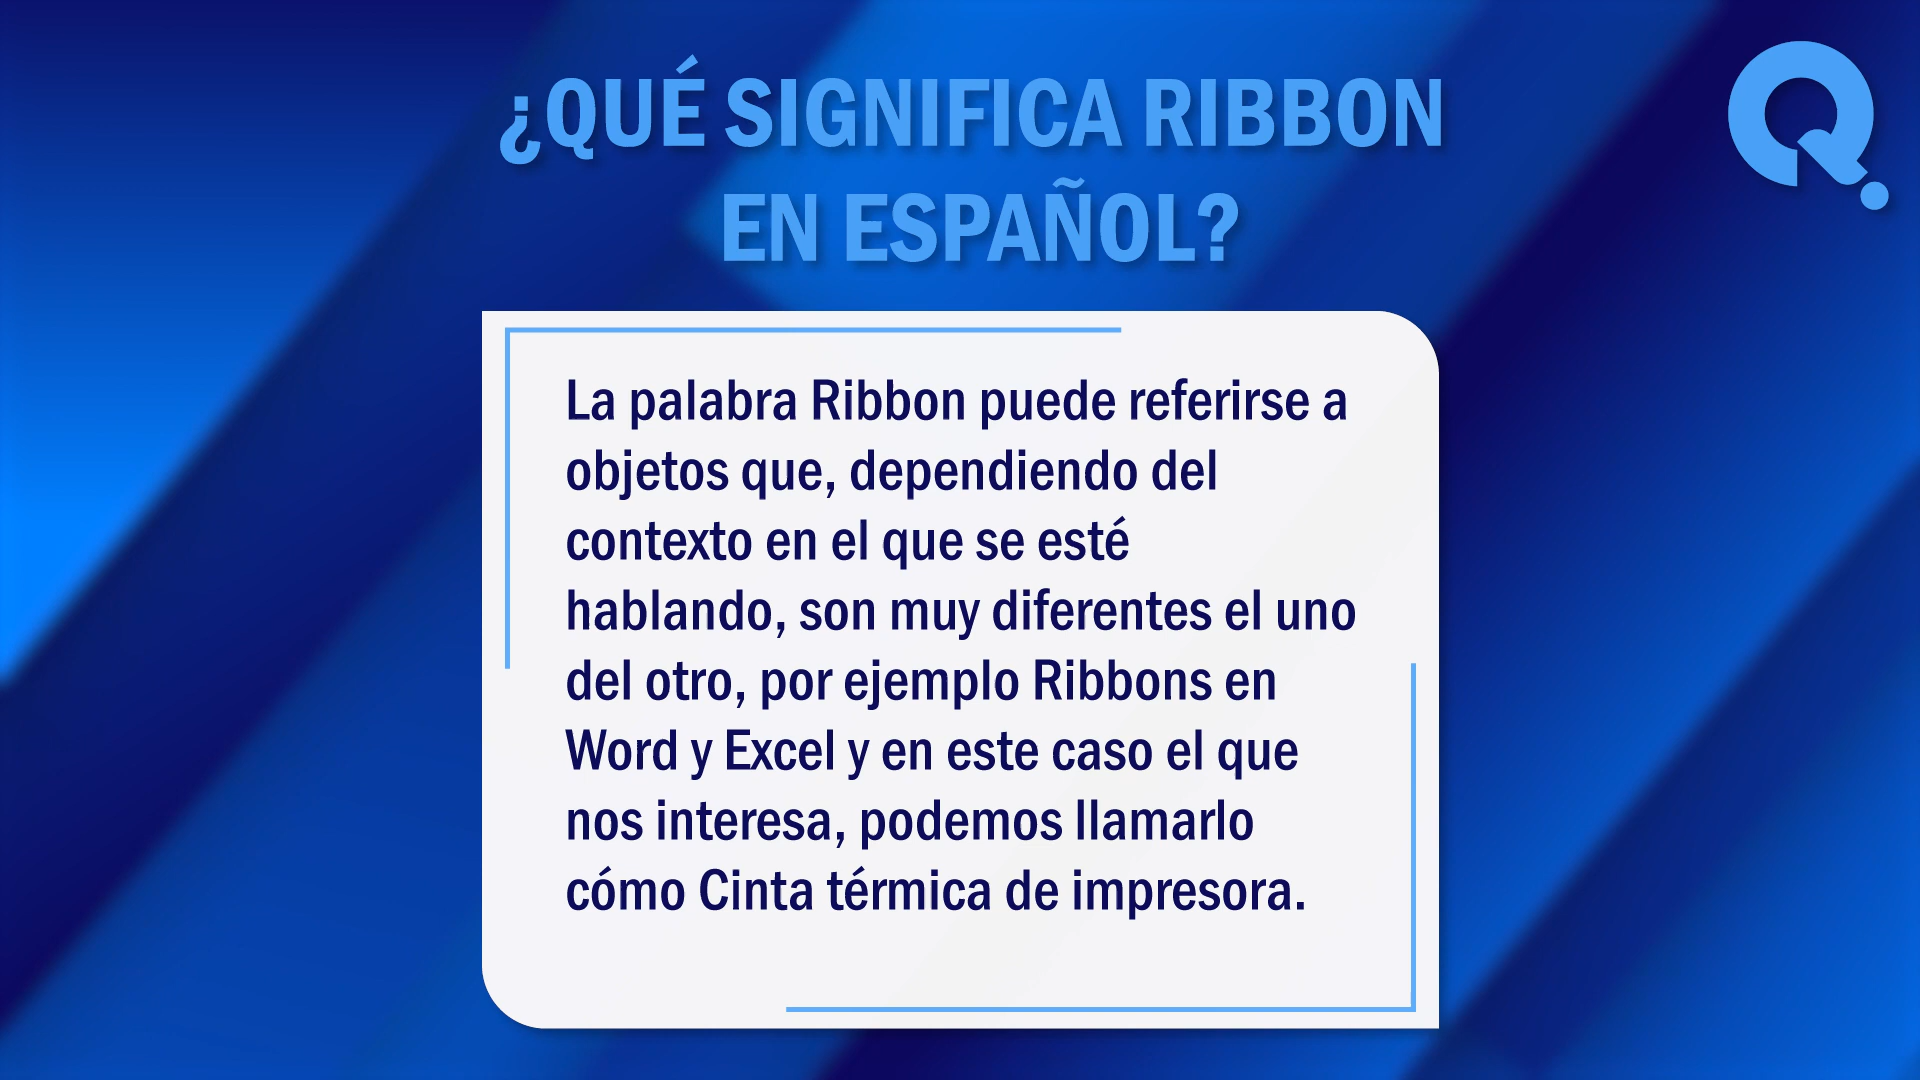 ¿QUÉ SIGNIFICA RIBBON
EN ESPAÑOL?
La palabra Ribbon puede referirse a
objetos que, dependiendo del
contexto en el que se esté
hablando, son muy diferentes el uno
del otro, por ejemplo Ribbons en
Word y Excel y en este caso el que
nos interesa, podemos llamarlo
cómo Cinta térmica de impresora.